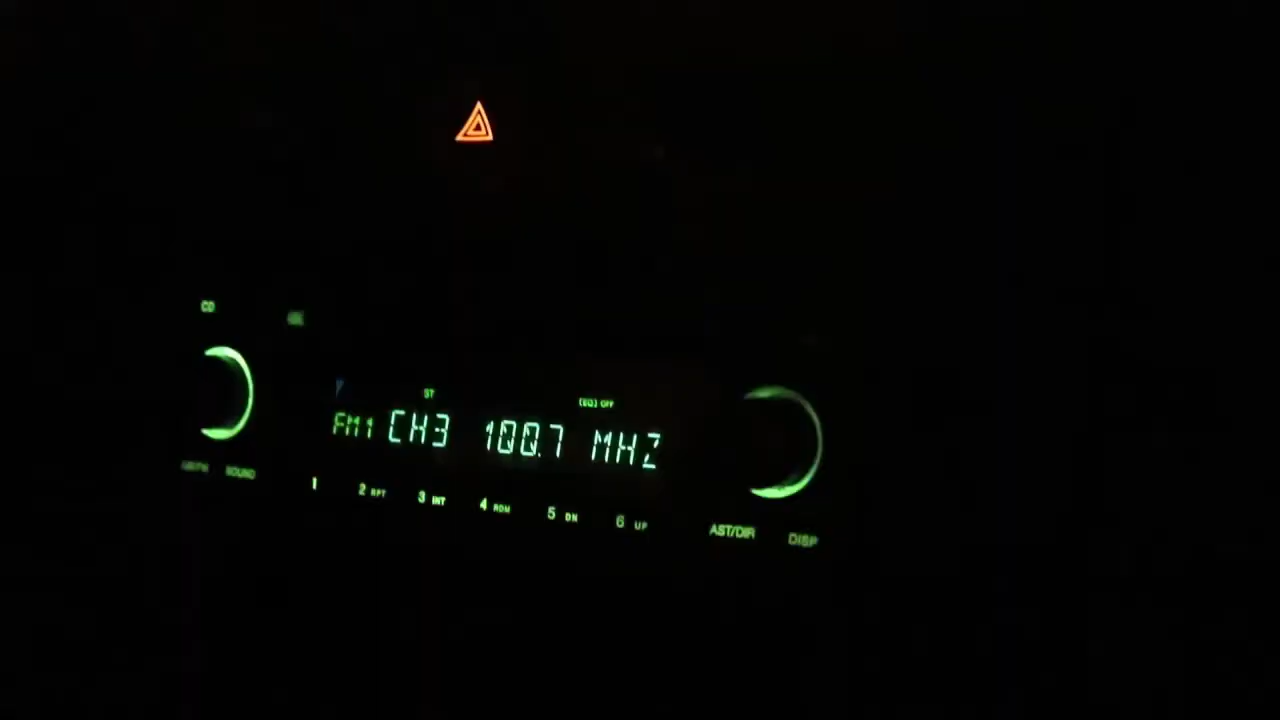 CD
ST [EQ] OFF
FM1 CH3 100.7 MHZ
SOUND
1 2 RPT 3 INT 4 RDM 5 DN 6 UP
AST/DIR DISP